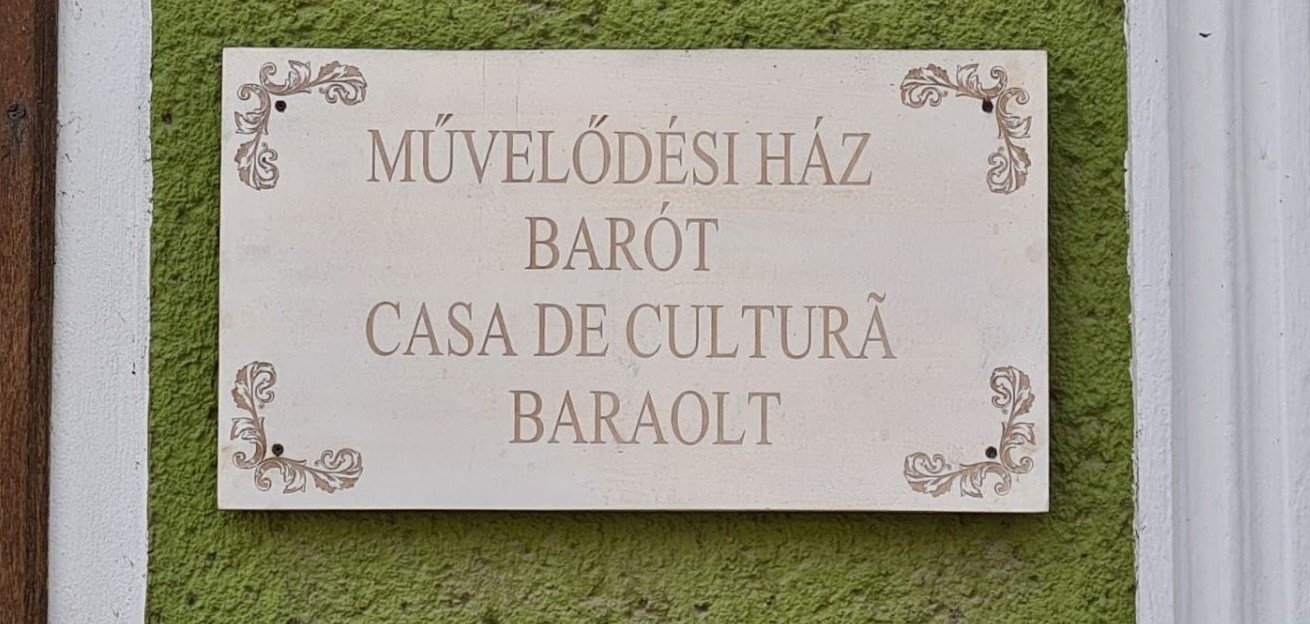 MŰVELŐDÉSI HÁZ
BARÓT
CASA DE CULTURÃ
BARAOLT